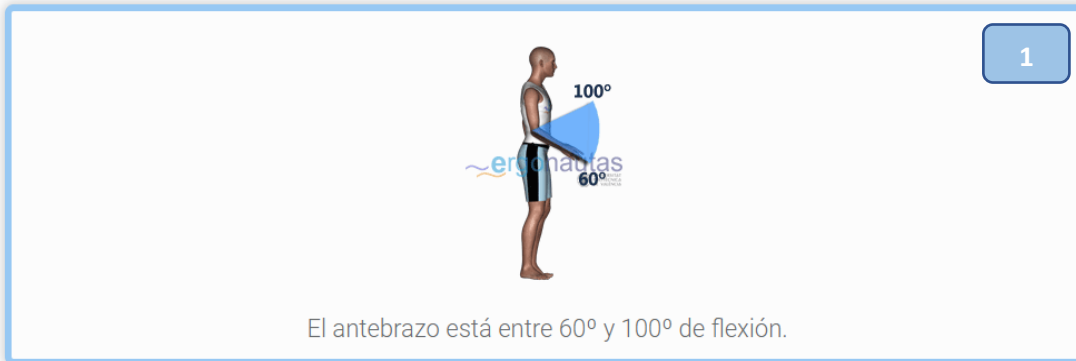 1
100º
ergonautas
60º
El antebrazo está entre 60º y 100º de flexión.